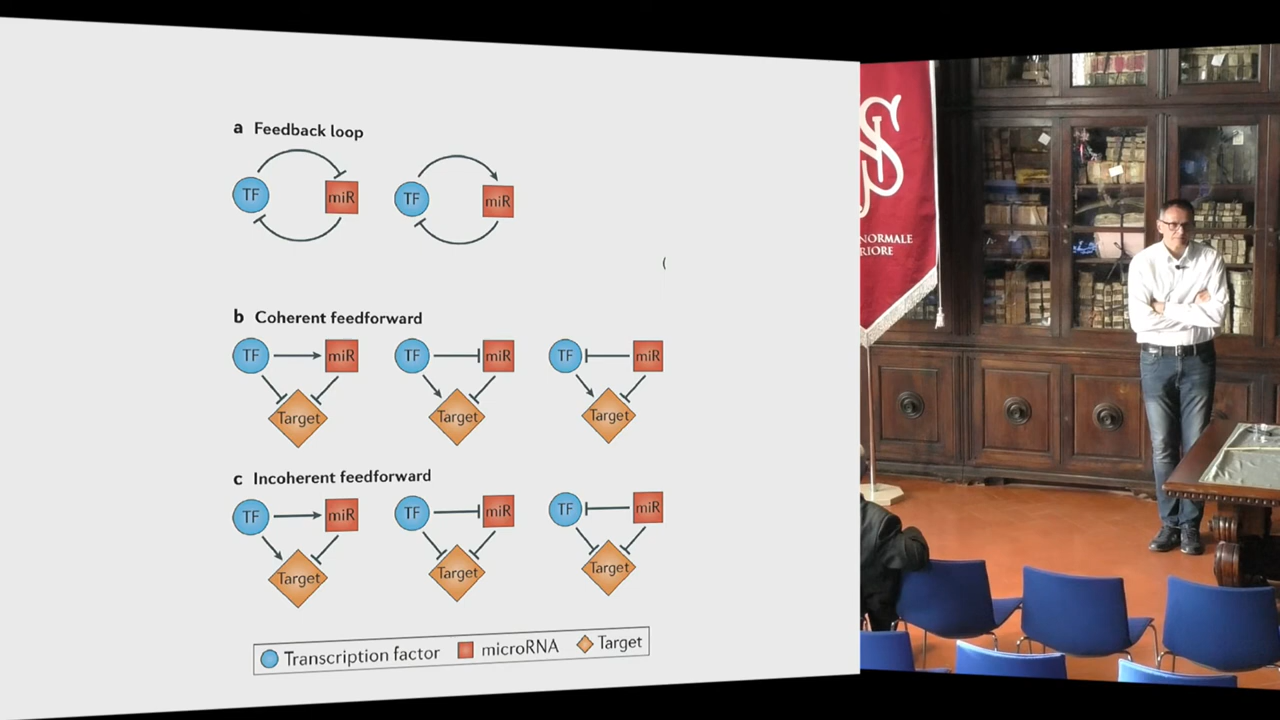 a Feedback loop
TF miR TF miR
(
b Coherent feedforward
TF miR TF miR TF miR
Target Target Target
c Incoherent feedforward
TF miR TF miR TF miR
Target Target Target
Transcription factor microRNA Target
SNS
NORMALE
RIORE